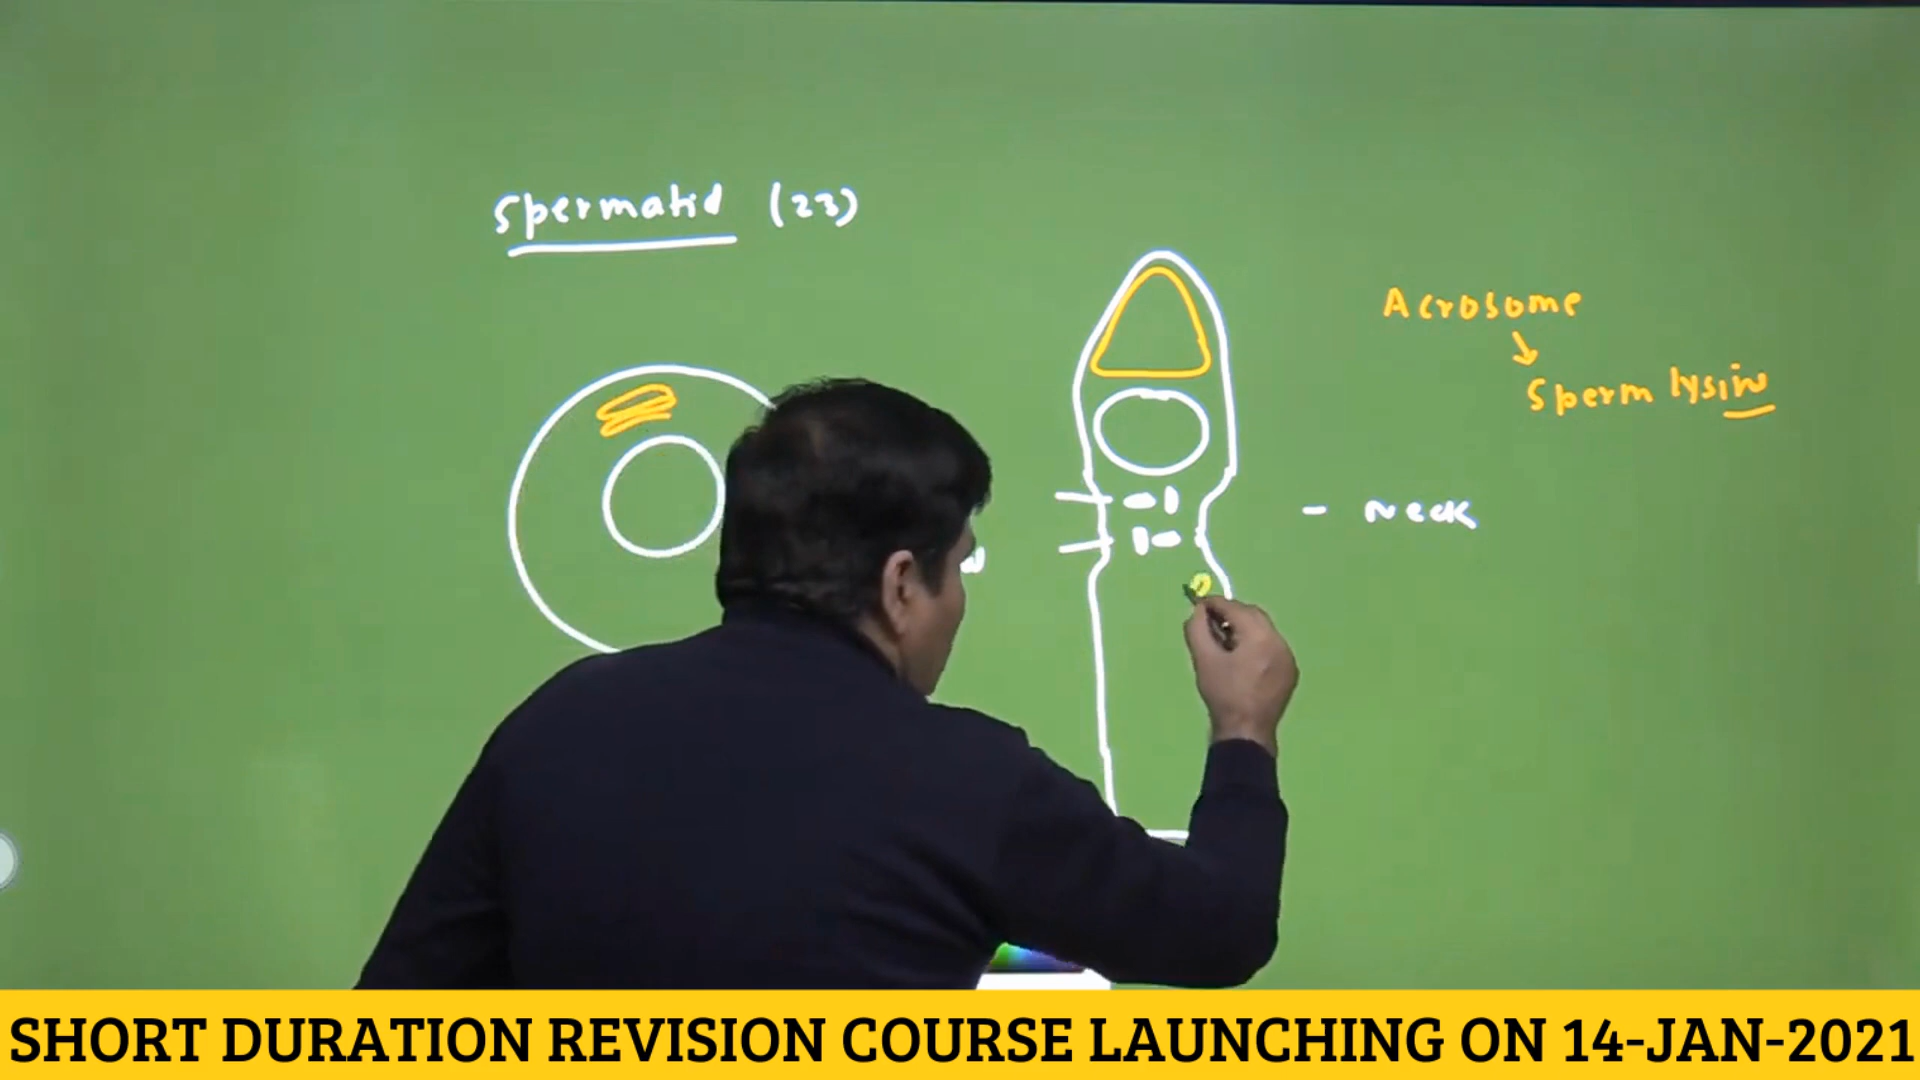 Spermatid (23)
Acrosome
↓
Sperm lysin
- Neck
SHORT DURATION REVISION COURSE LAUNCHING ON 14-JAN-2021